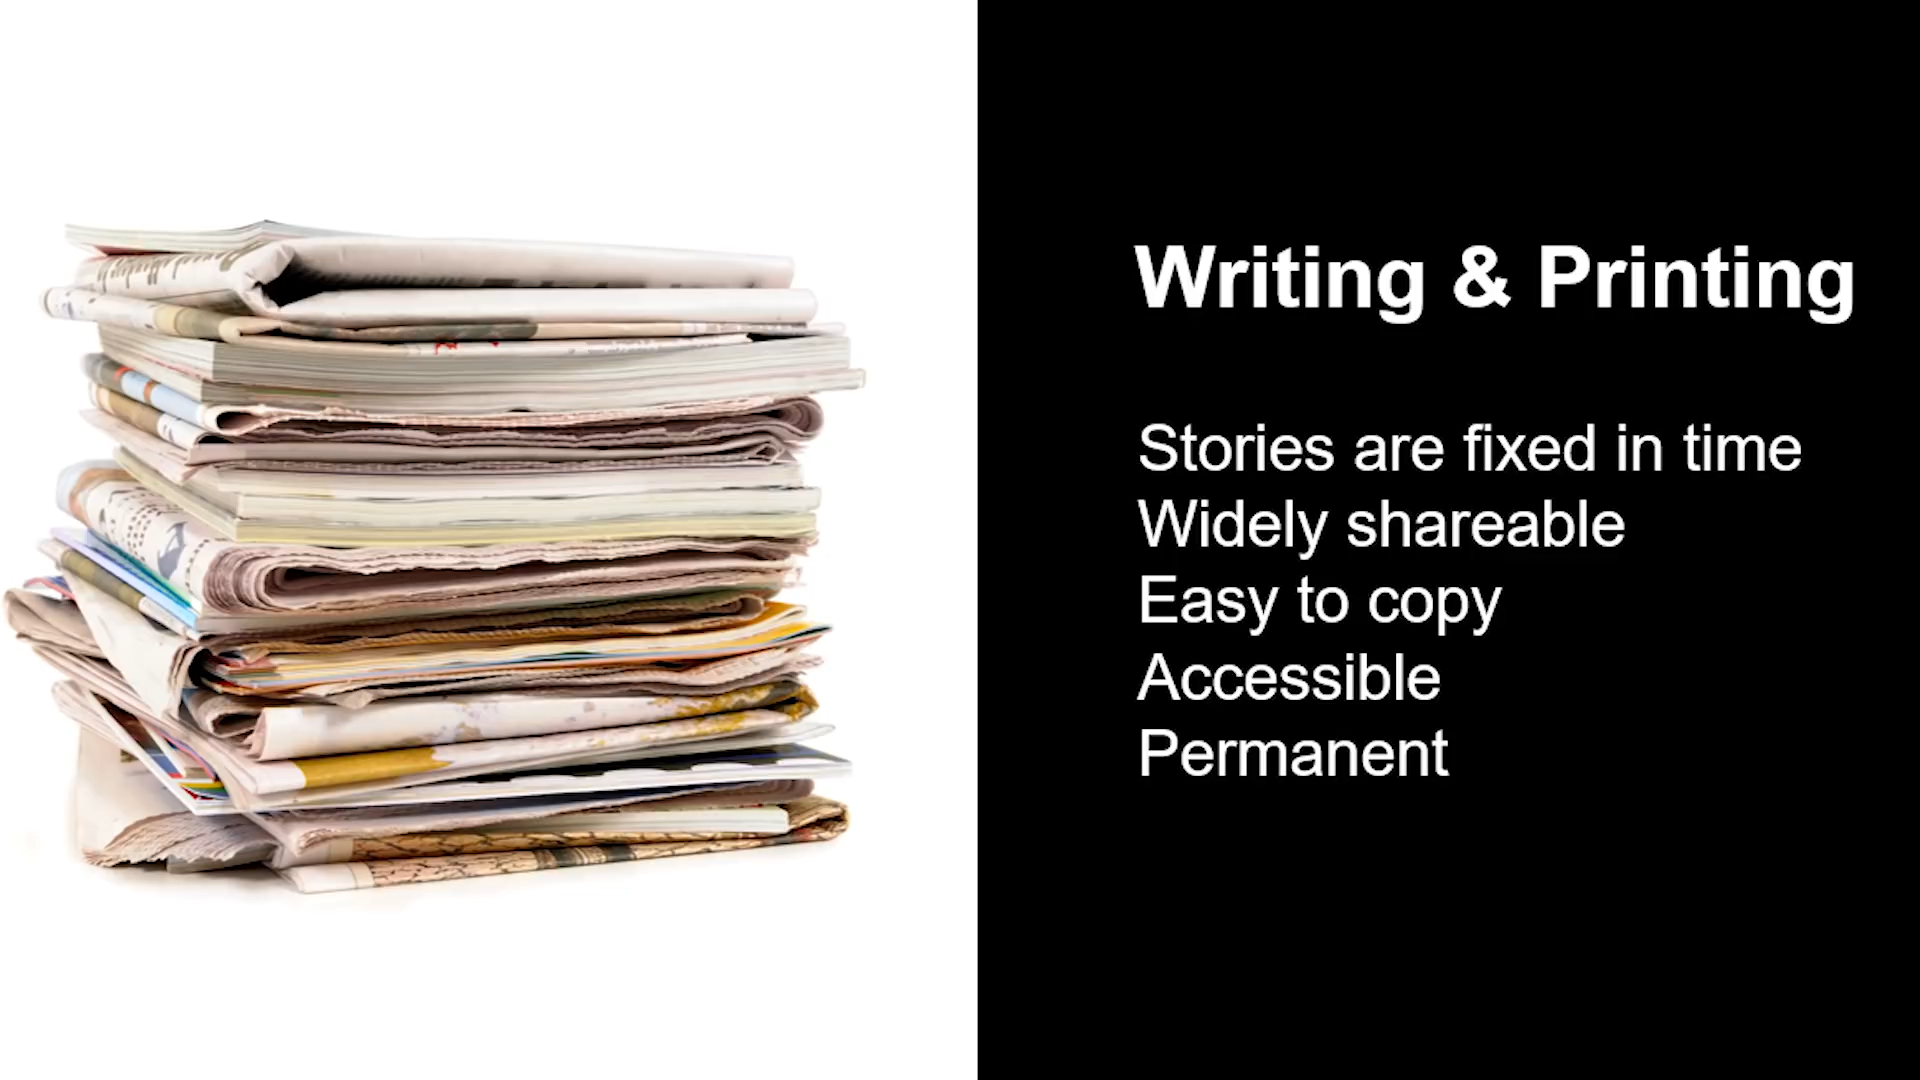 Writing & Printing
Stories are fixed in time
Widely shareable
Easy to copy
Accessible
Permanent